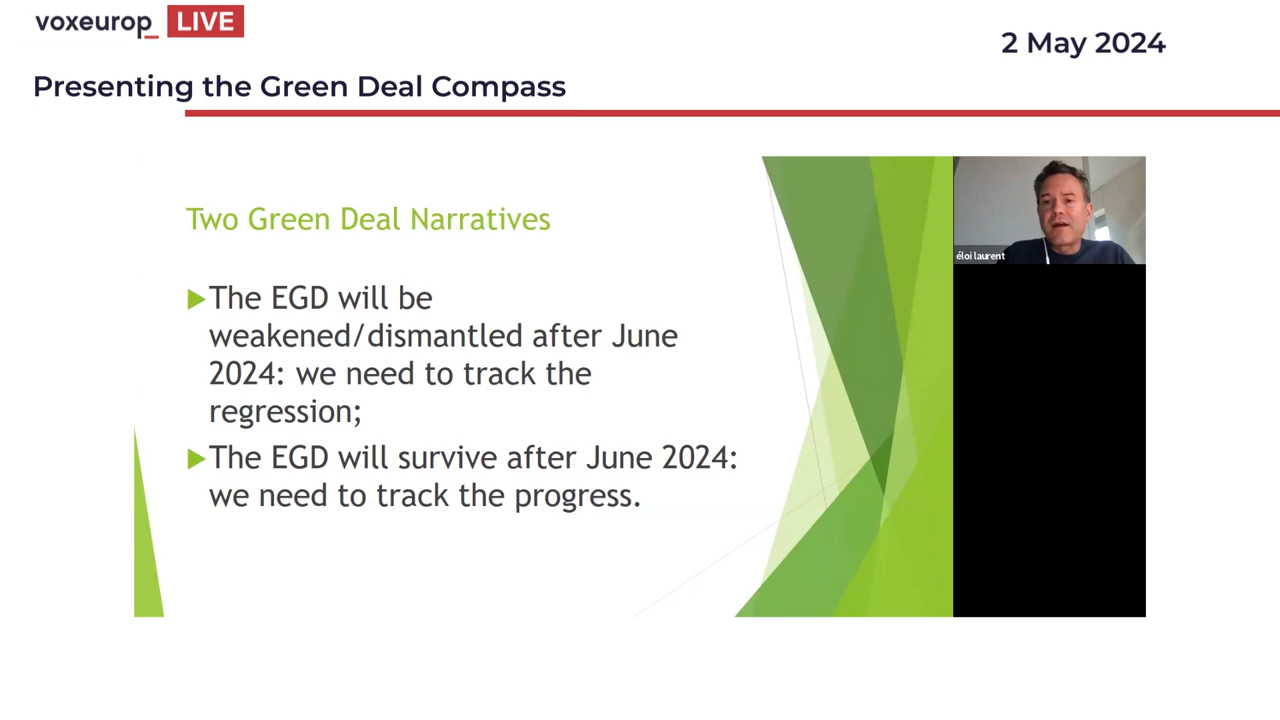 voxeurop_ LIVE
2 May 2024
Presenting the Green Deal Compass
Two Green Deal Narratives
The EGD will be
weakened/dismantled after June
2024: we need to track the
regression;
The EGD will survive after June 2024:
we need to track the progress.
éloi laurent